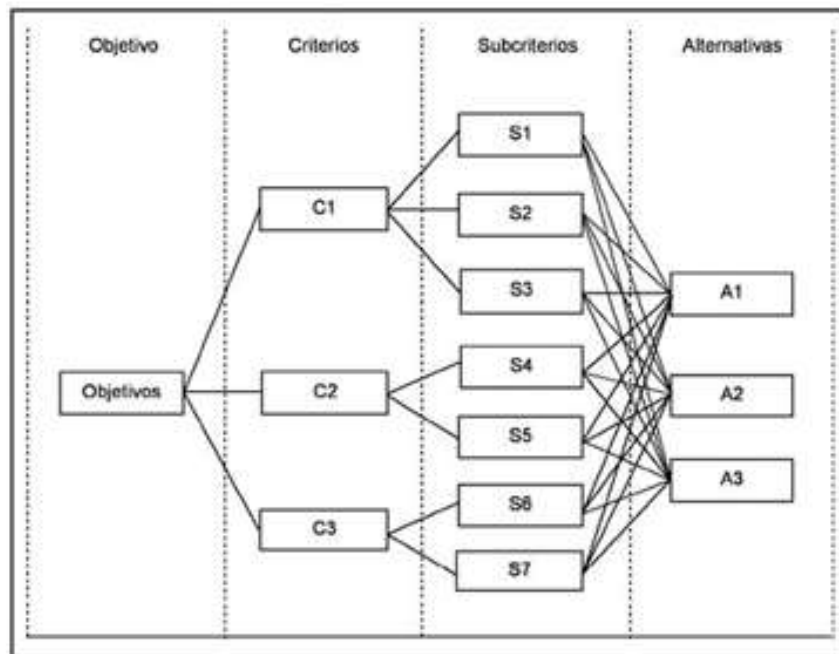 Objetivo Criterios Subcriterios Alternativas
S1
C1
S2
S3
A1
S4
Objetivos
C2
A2
S5
A3
S6
C3
S7